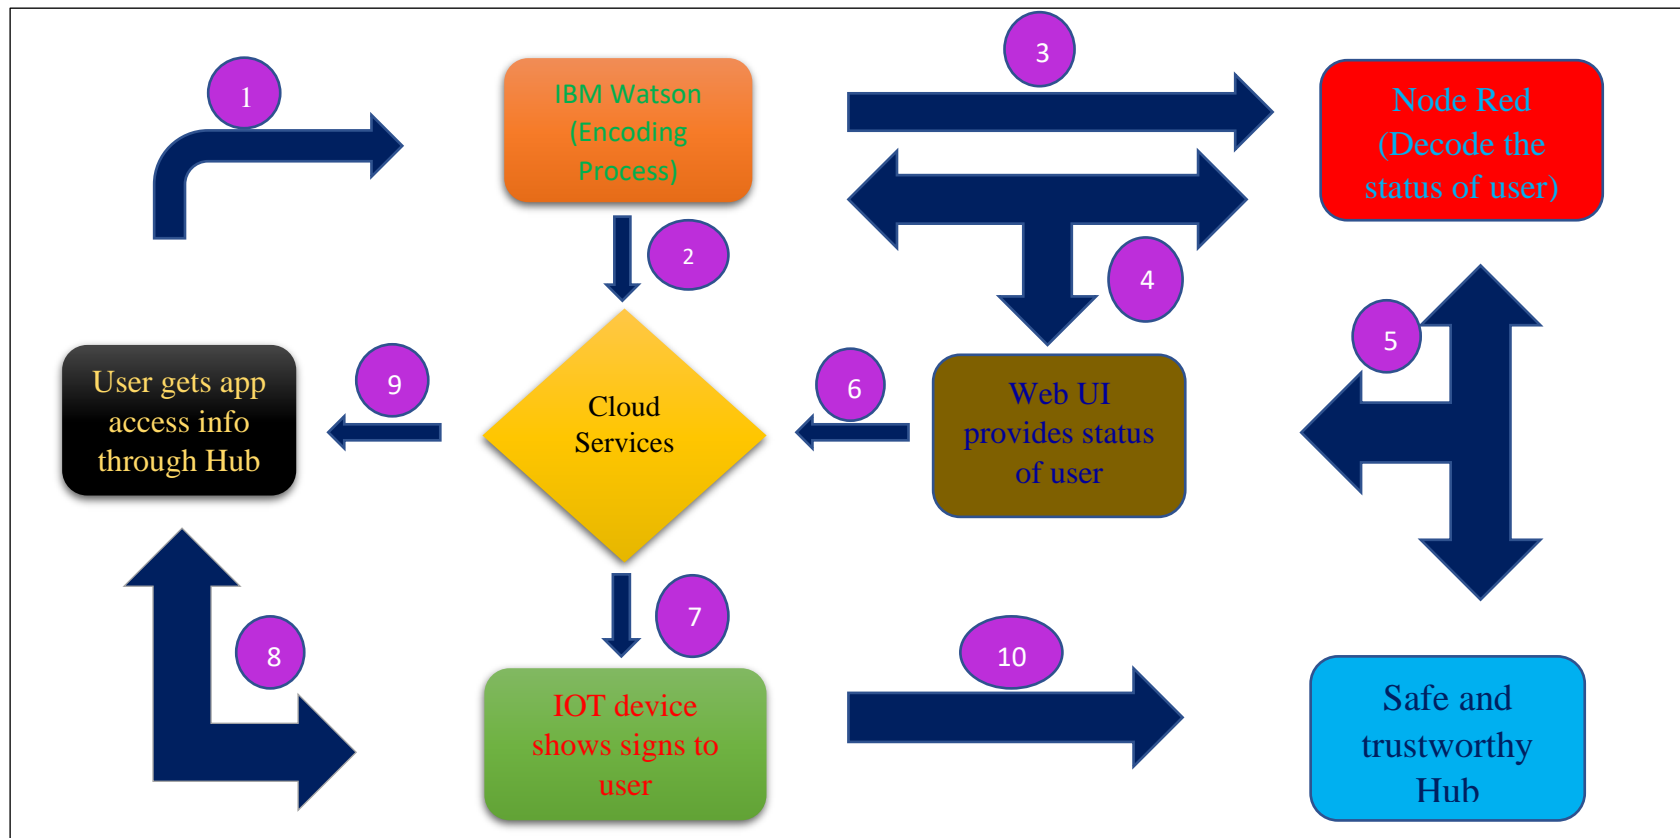 1
IBM Watson
(Encoding
Process)
3
Node Red
(Decode the
status of user)
2
4
5
User gets app
access info
through Hub
9
Cloud
Services
6
Web UI
provides status
of user
8
7
IOT device
shows signs to
user
10
Safe and
trustworthy
Hub